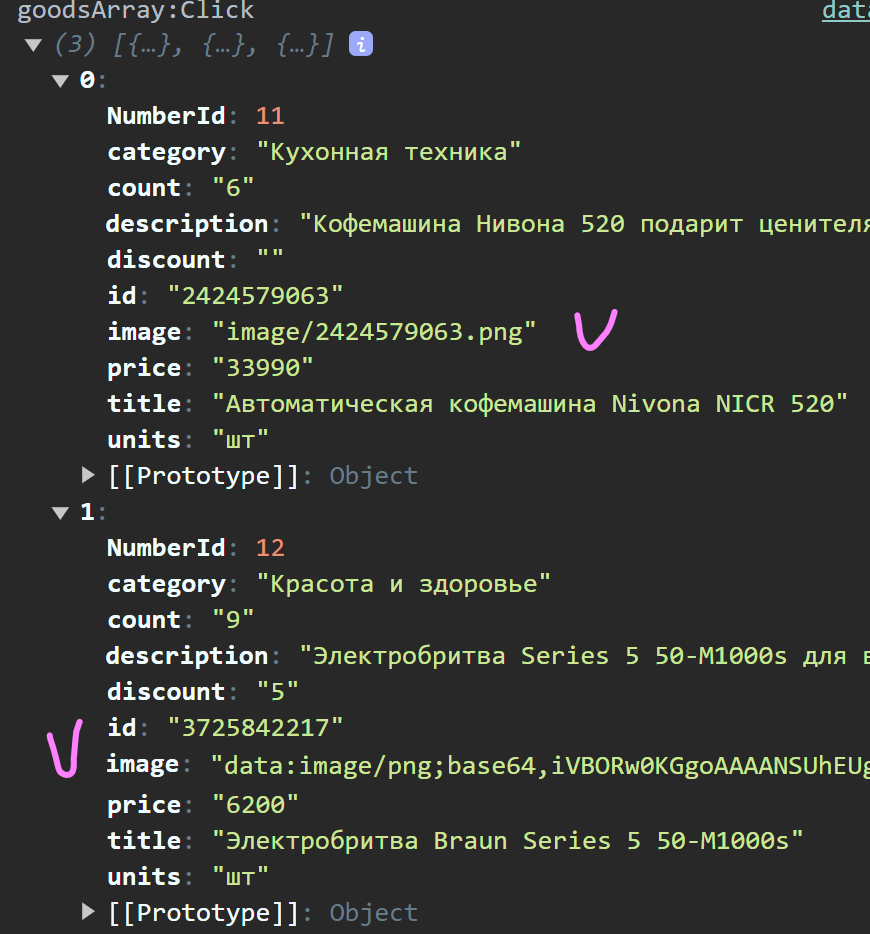 goodsArray:Click data
▼ (3) [{…}, {…}, {…}] i
▼ 0:
NumberId: 11
category: "Кухонная техника"
count: "6"
description: "Кофемашина Нивона 520 подарит ценителя
discount: ""
id: "2424579063"
image: "image/2424579063.png"
price: "33990"
title: "Автоматическая кофемашина Nivona NICR 520"
units: "шт"
▶ [[Prototype]]: Object
▼ 1:
NumberId: 12
category: "Красота и здоровье"
count: "9"
description: "Электробритва Series 5 50-M1000s для в
discount: "5"
id: "3725842217"
image: "data:image/png;base64,iVBORw0KGgoAAAANSUhEUg
price: "6200"
title: "Электробритва Braun Series 5 50-M1000s"
units: "шт"
▶ [[Prototype]]: Object